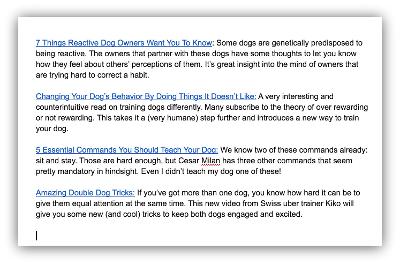 7 Things Reactive Dog Owners Want You To Know: Some dogs are genetically predisposed to
being reactive. The owners that partner with these dogs have some thoughts to let you know
how they feel about others' perceptions of them. It's great insight into the mind of owners that
are trying hard to correct a habit.
Changing Your Dog's Behavior By Doing Things It Doesn't Like: A very interesting and
counterintuitive read on training dogs differently. Many subscribe to the theory of over rewarding
or not rewarding. This takes it a (very humane) step further and introduces a new way to train
your dog.
5 Essential Commands You Should Teach Your Dog: We know two of these commands already:
sit and stay. Those are hard enough, but Cesar Milan has three other commands that seem
pretty mandatory in hindsight. Even I didn't teach my dog one of these!
Amazing Double Dog Tricks: If you've got more than one dog, you know how hard it can be to
give them equal attention at the same time. This new video from Swiss uber trainer Kiko will
give you some new (and cool) tricks to keep both dogs engaged and excited.